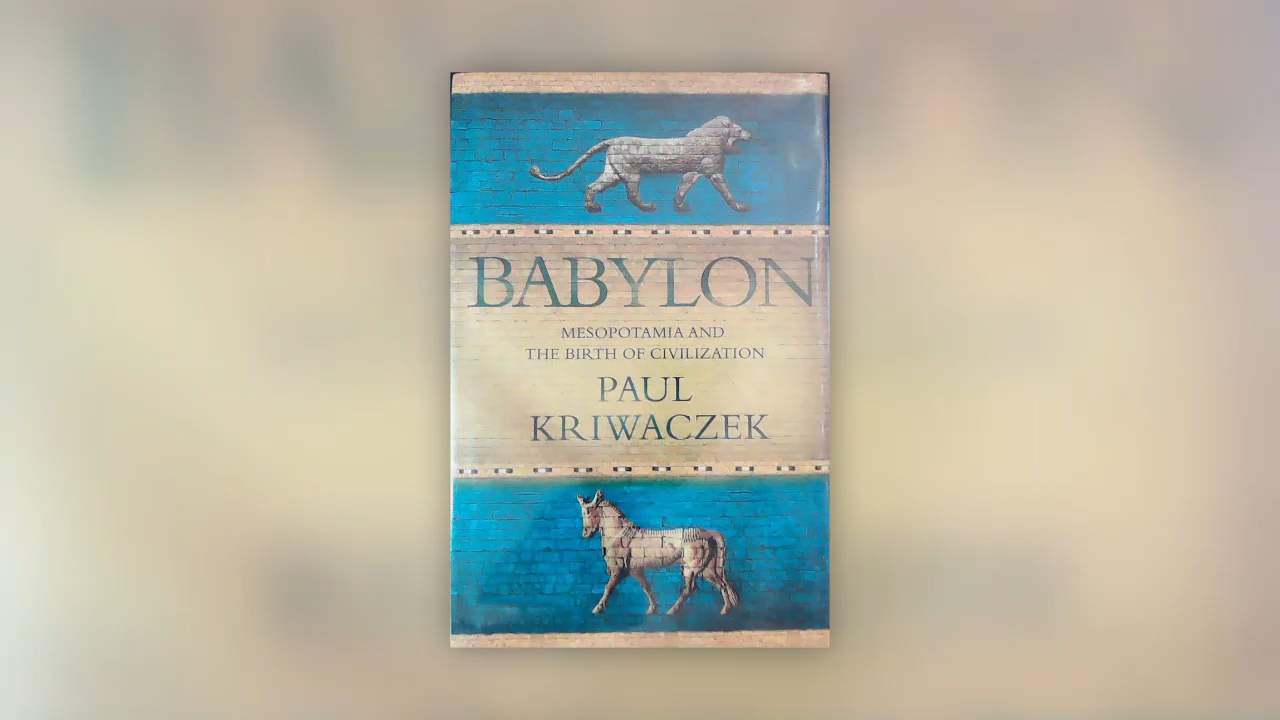 BABYLON
MESOPOTAMIA AND
THE BIRTH OF CIVILIZATION
PAUL
KRIWACZEK